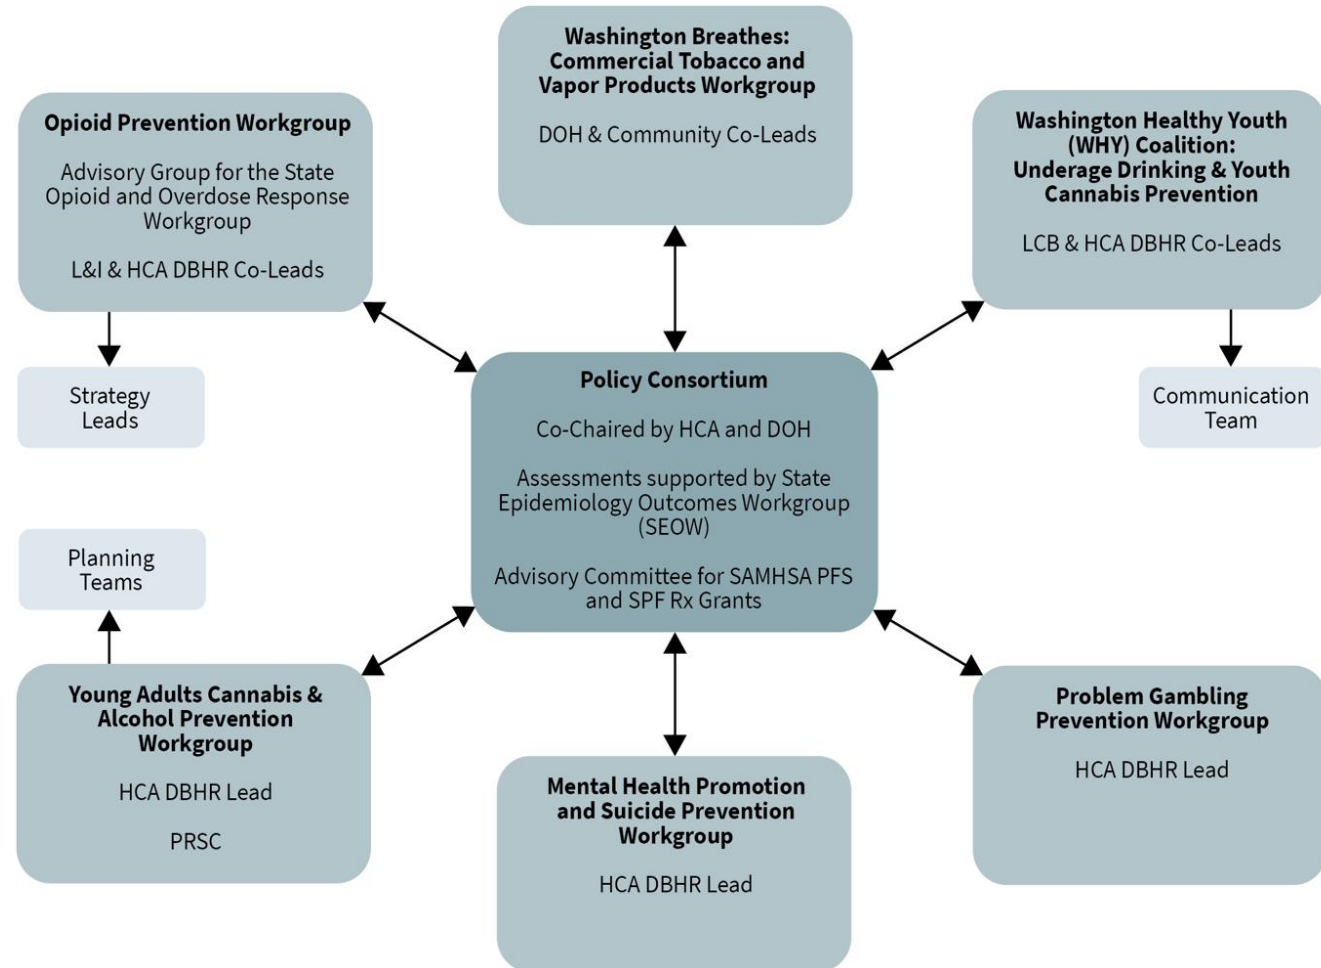 Washington Breathes:
Commercial Tobacco and
Vapor Products Workgroup
DOH & Community Co-Leads
Opioid Prevention Workgroup
Advisory Group for the State
Opioid and Overdose Response
Workgroup
L&I & HCA DBHR Co-Leads
Washington Healthy Youth
(WHY) Coalition:
Underage Drinking & Youth
Cannabis Prevention
LCB & HCA DBHR Co-Leads
Strategy
Leads
Policy Consortium
Co-Chaired by HCA and DOH
Assessments supported by State
Epidemiology Outcomes Workgroup
(SEOW)
Advisory Committee for SAMHSA PFS
and SPF Rx Grants
Communication
Team
Planning
Teams
Young Adults Cannabis &
Alcohol Prevention
Workgroup
HCA DBHR Lead
PRSC
Mental Health Promotion
and Suicide Prevention
Workgroup
HCA DBHR Lead
Problem Gambling
Prevention Workgroup
HCA DBHR Lead